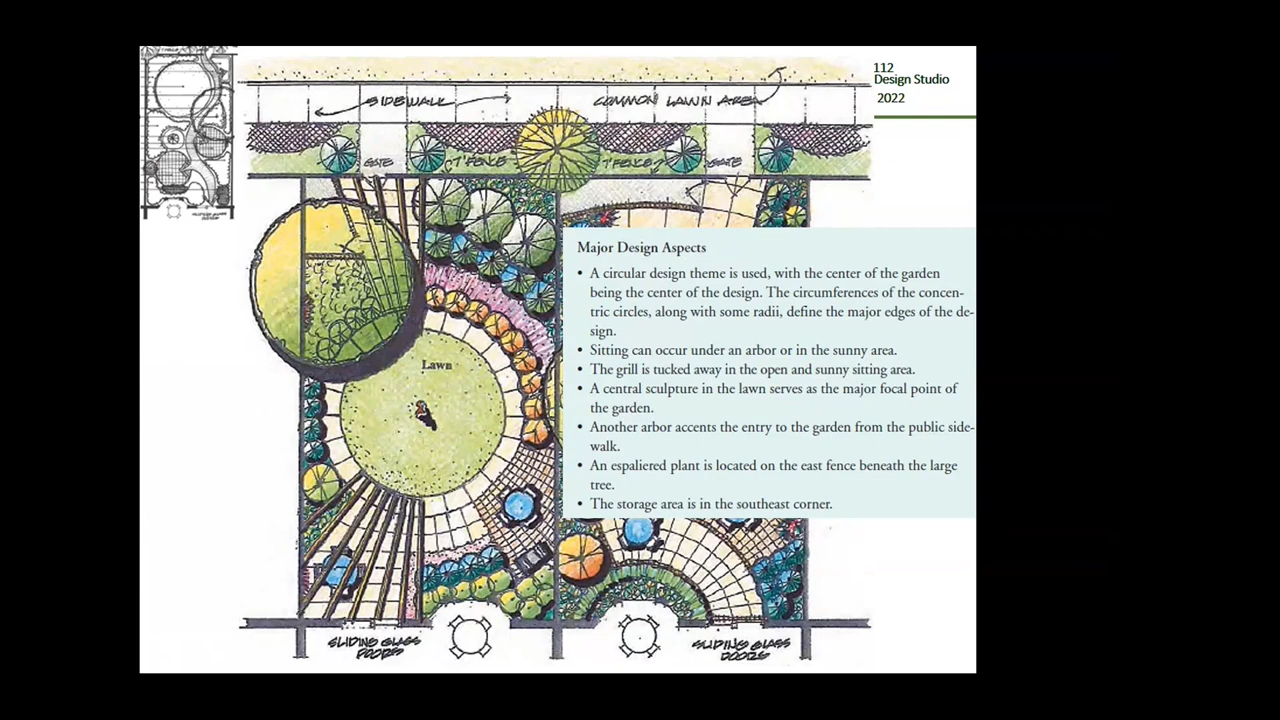 112
Design Studio
2022
SIDEWALK
COMMON LAWN AREA
GATE
7' FENCE
7' FENCE
GATE
Major Design Aspects
• A circular design theme is used, with the center of the garden
being the center of the design. The circumferences of the concen-
tric circles, along with some radii, define the major edges of the de-
sign.
• Sitting can occur under an arbor or in the sunny area.
• The grill is tucked away in the open and sunny sitting area.
• A central sculpture in the lawn serves as the major focal point of
the garden.
• Another arbor accents the entry to the garden from the public side-
walk.
• An espaliered plant is located on the east fence beneath the large
tree.
• The storage area is in the southeast corner.
Lawn
SLIDING GLASS
DOORS
SLIDING GLASS
DOORS